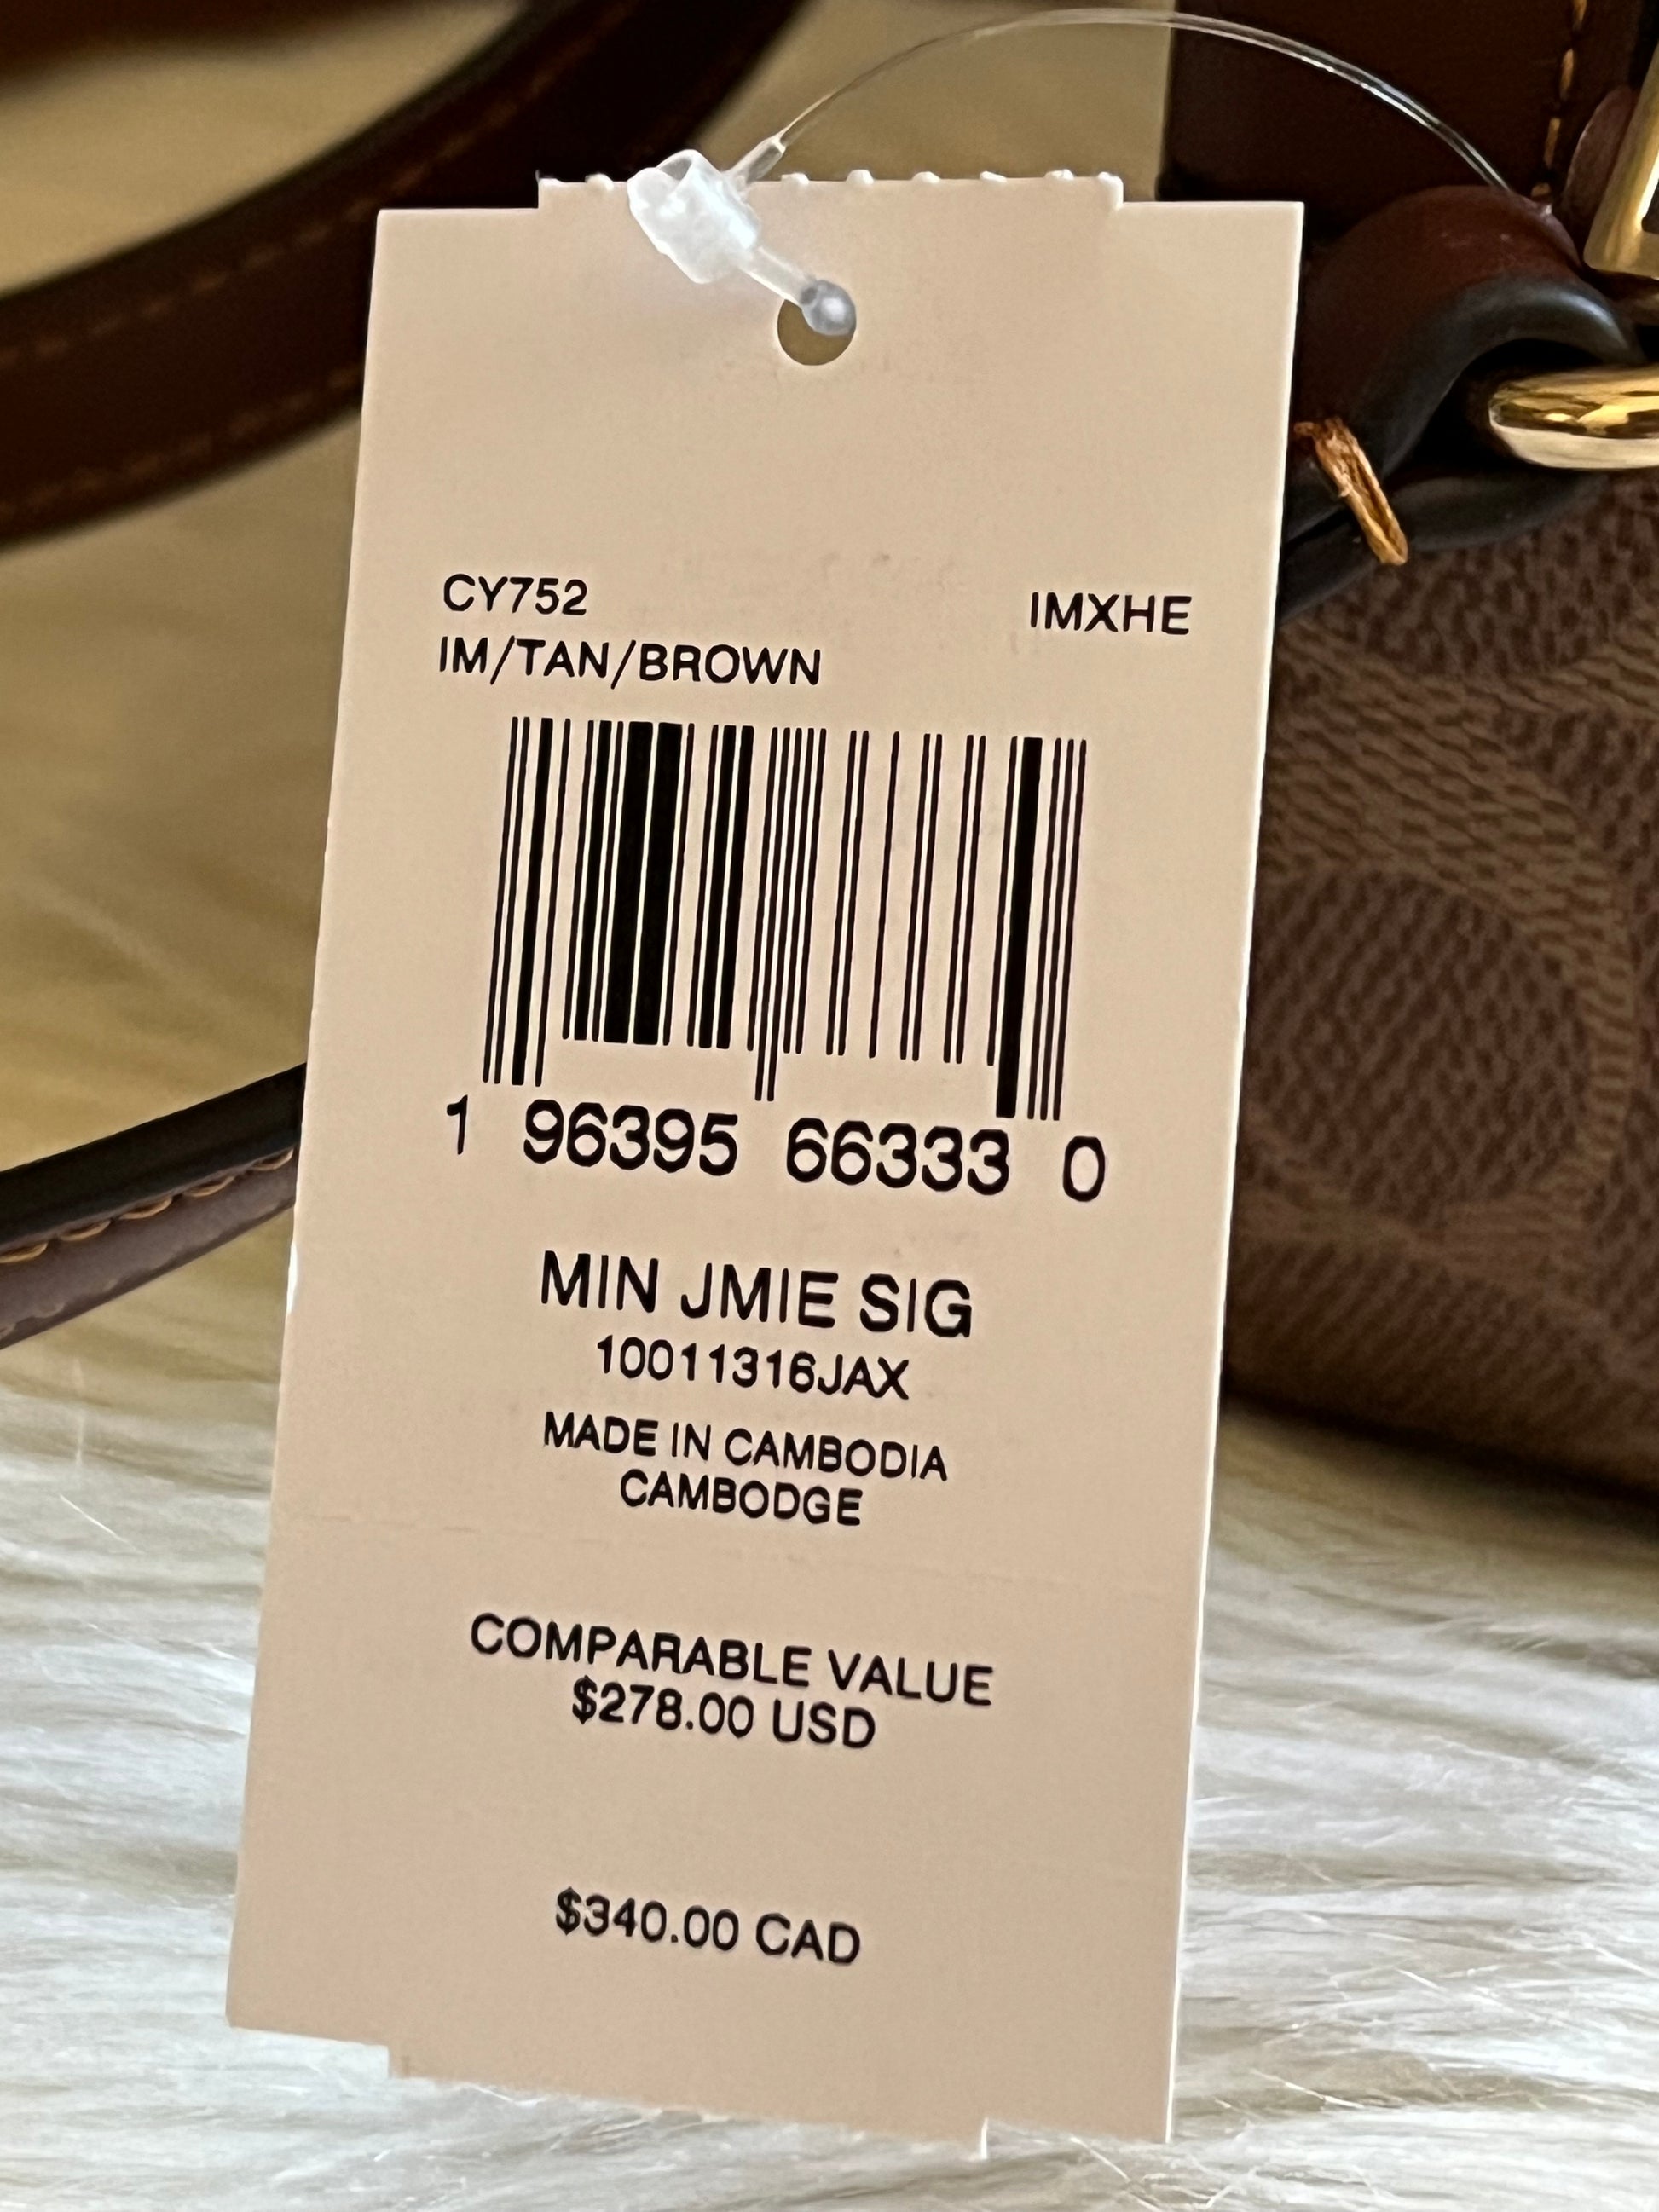 CY752 IMXHE
IM/TAN/BROWN
1 96395 66333 0
MIN JMIE SIG
10011316JAX
MADE IN CAMBODIA
CAMBODGE
COMPARABLE VALUE
$278.00 USD
$340.00 CAD